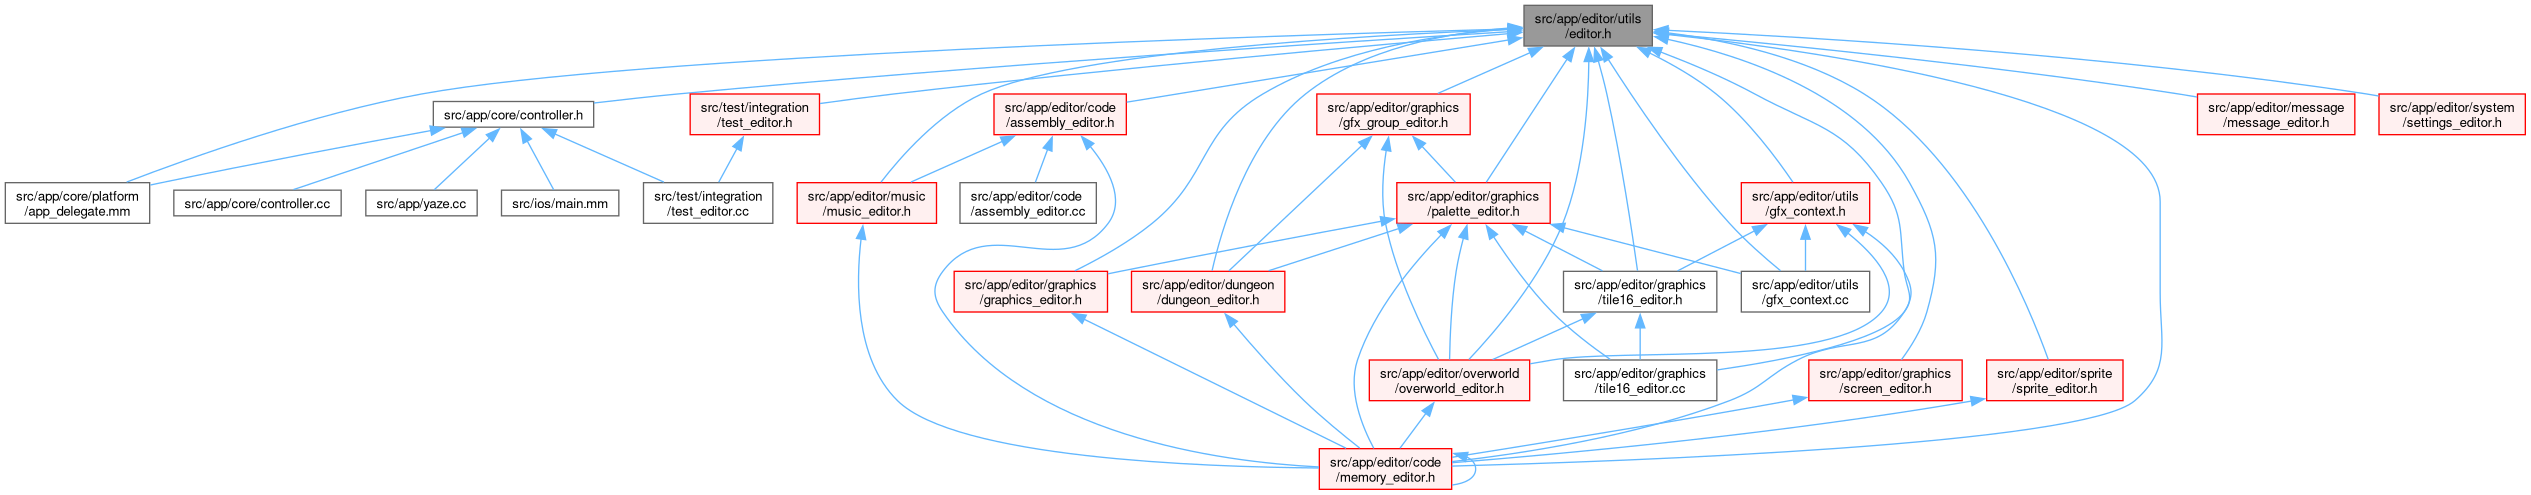 src/app/editor/utils
/editor.h
src/app/core/controller.h
src/test/integration
/test_editor.h
src/app/editor/code
/assembly_editor.h
src/app/editor/graphics
/gfx_group_editor.h
src/app/editor/message
/message_editor.h
src/app/editor/system
/settings_editor.h
src/app/core/platform
/app_delegate.mm
src/app/core/controller.cc
src/app/yaze.cc
src/ios/main.mm
src/test/integration
/test_editor.cc
src/app/editor/music
/music_editor.h
src/app/editor/code
/assembly_editor.cc
src/app/editor/graphics
/palette_editor.h
src/app/editor/utils
/gfx_context.h
src/app/editor/graphics
/graphics_editor.h
src/app/editor/dungeon
/dungeon_editor.h
src/app/editor/graphics
/tile16_editor.h
src/app/editor/utils
/gfx_context.cc
src/app/editor/overworld
/overworld_editor.h
src/app/editor/graphics
/tile16_editor.cc
src/app/editor/graphics
/screen_editor.h
src/app/editor/sprite
/sprite_editor.h
src/app/editor/code
/memory_editor.h